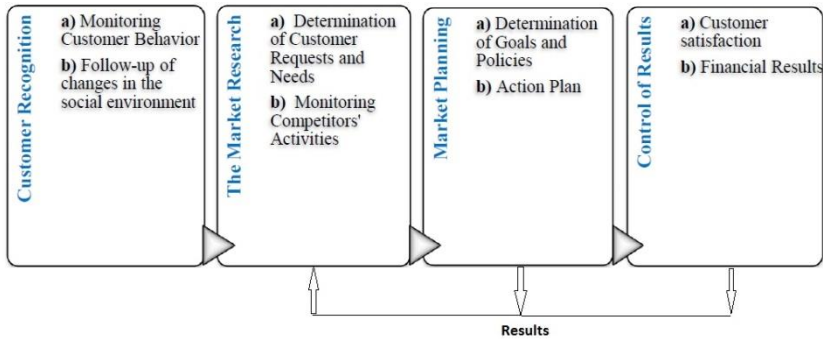 Customer Recognition
a) Monitoring
Customer Behavior
b) Follow-up of
changes in the
social environment
The Market Research
a) Determination
of Customer
Requests and
Needs
b) Monitoring
Competitors'
Activities
Market Planning
a) Determination
of Goals and
Policies
b) Action Plan
Control of Results
a) Customer
satisfaction
b) Financial Results
Results